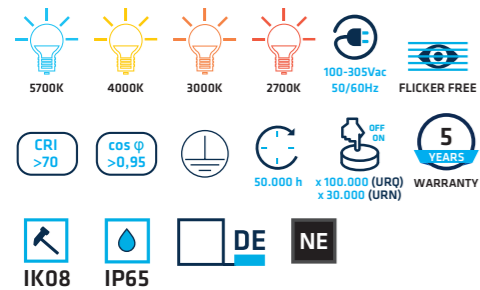 5700K
4000K
3000K
2700K
100-305Vac
50/60Hz
FLICKER FREE
CRI
>70
cos φ
>0,95
50.000 h
OFF
ON
x 100.000 (URQ)
x 30.000 (URN)
5
YEARS
WARRANTY
IK08
IP65
DE
NE